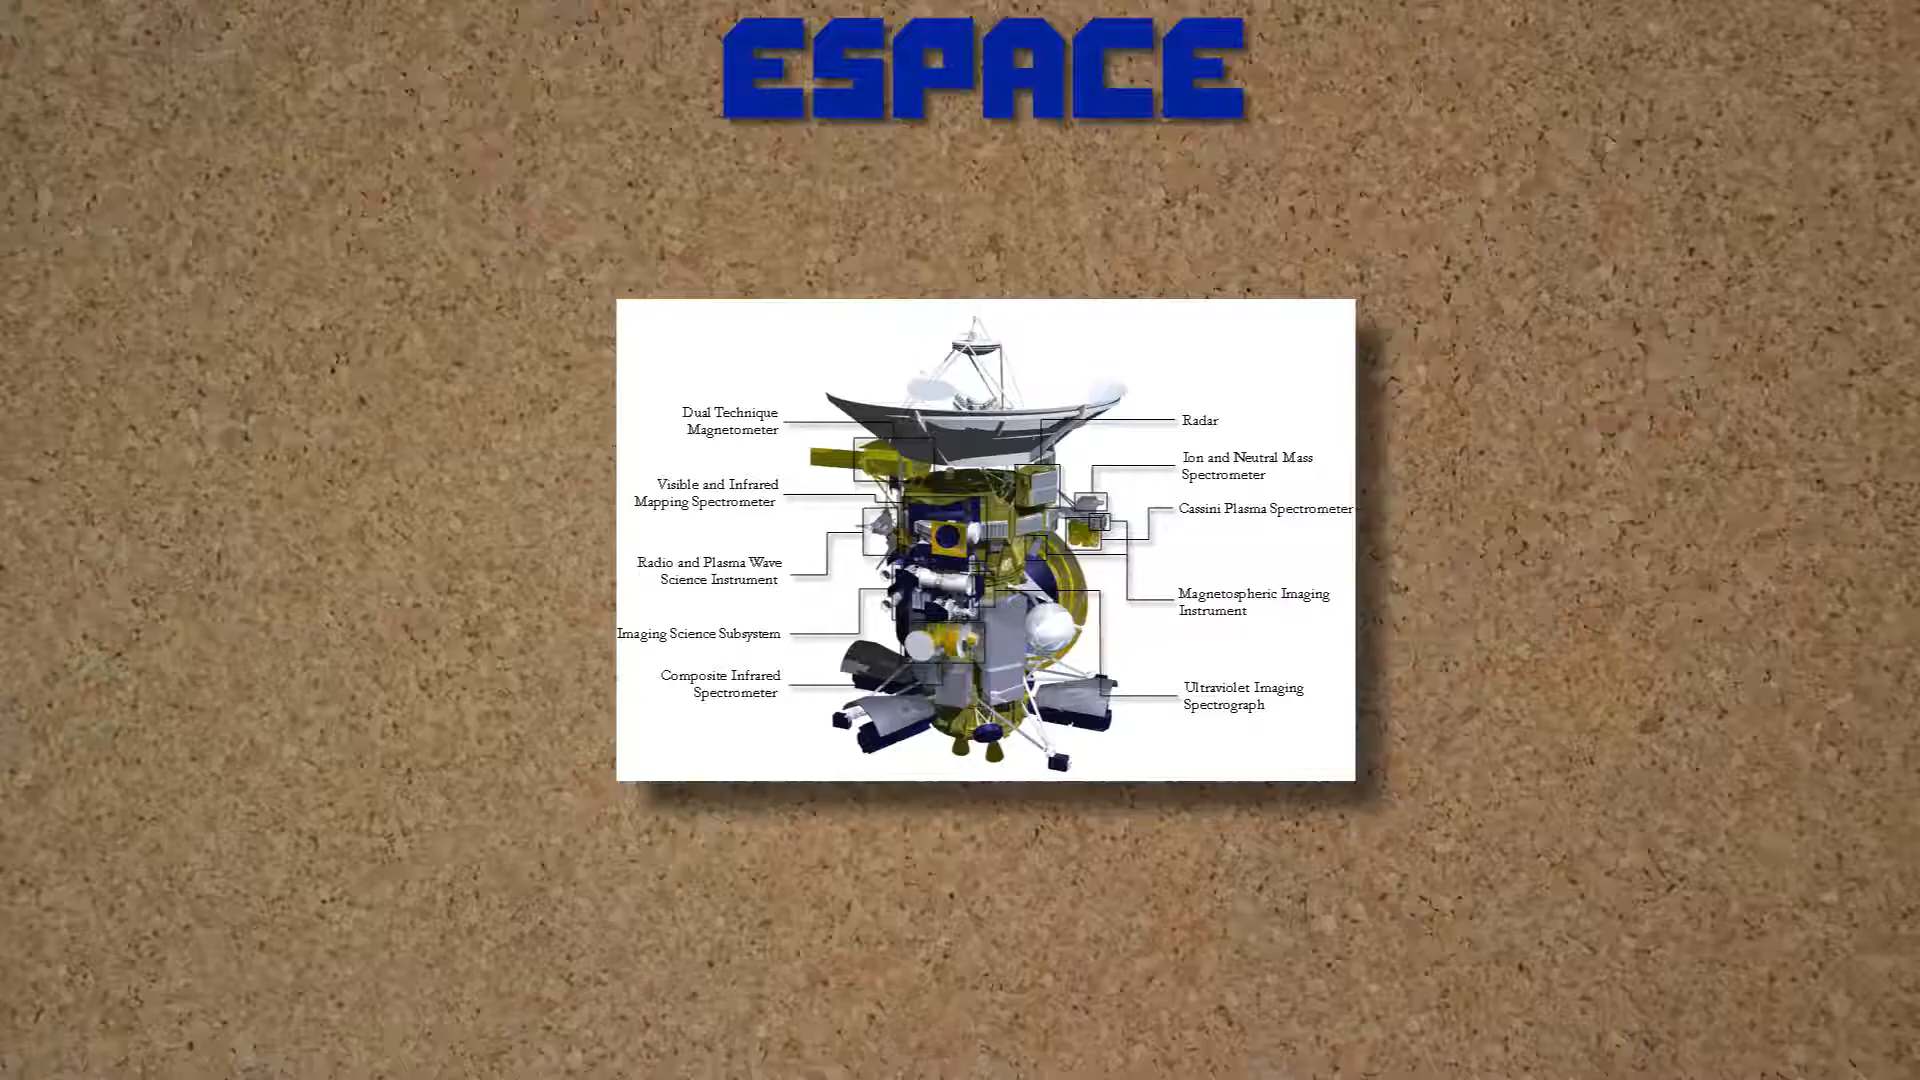 ESPACE
Dual Technique
Magnetometer
Visible and Infrared
Mapping Spectrometer
Radio and Plasma Wave
Science Instrument
Imaging Science Subsystem
Composite Infrared
Spectrometer
Radar
Ion and Neutral Mass
Spectrometer
Cassini Plasma Spectrometer
Magnetospheric Imaging
Instrument
Ultraviolet Imaging
Spectrograph